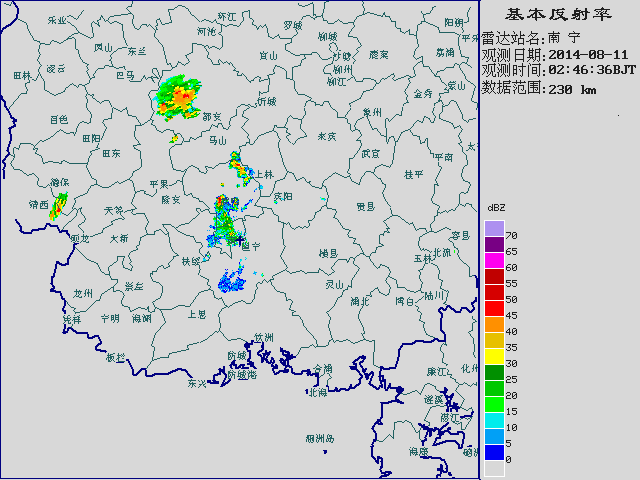 基本反射率
雷达站名:南 宁
观测日期:2014-08-11
观测时间:02:46:36BJT
数据范围:230 km
dBZ
70
65
60
55
50
45
40
35
30
25
20
15
10
5
0
乐业
环江
罗城
柳城
阳朔
河池
凤山
东兰
宜山
鹿寨
荔浦
田林
凌云
巴马
柳州
柳江
忻城
金秀
蒙山
百色
都安
象州
田阳
田东
马山
来宾
武宣
平南
桂平
上林
德保
平果
靖西
隆安
宾阳
贵县
天等
大新
邕宁
横县
容县
北流
玉林
扶绥
龙州
崇左
灵山
浦北
博白
陆川
凭祥
宁明
海渊
上思
钦州
板栏
防城
防城港
合浦
东兴
北海
廉江
化州
遂溪
湛江
涠洲岛
海康